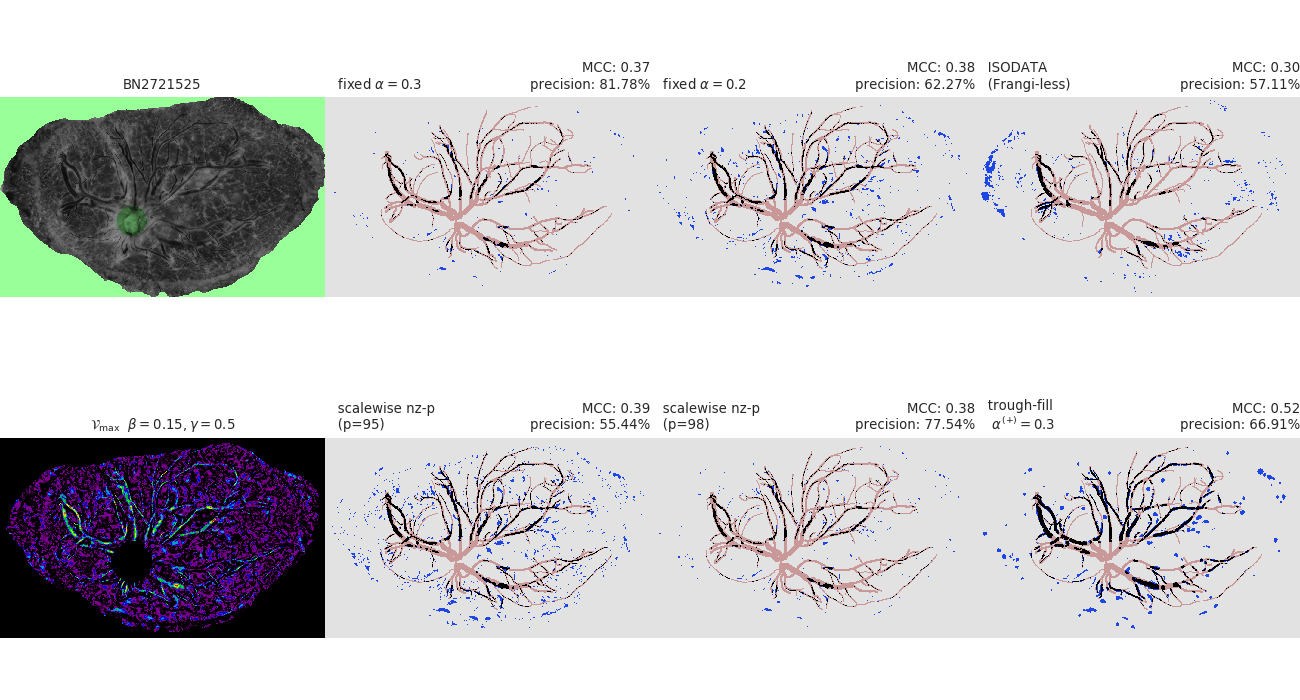 BN2721525
fixed α = 0.3
MCC: 0.37
precision: 81.78%
fixed α = 0.2
MCC: 0.38
precision: 62.27%
ISODATA
(Frangi-less)
MCC: 0.30
precision: 57.11%
𝒱max β = 0.15, γ = 0.5
scalewise nz-p
(p=95)
MCC: 0.39
precision: 55.44%
scalewise nz-p
(p=98)
MCC: 0.38
precision: 77.54%
trough-fill
α(+) = 0.3
MCC: 0.52
precision: 66.91%